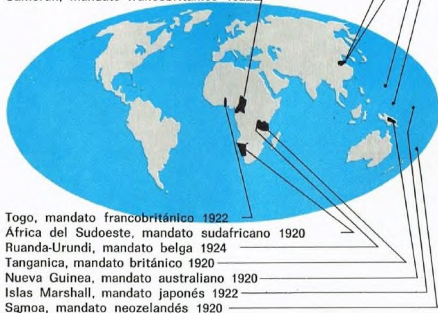 Togo, mandato francobritánico 1922
África del Sudoeste, mandato sudafricano 1920
Ruanda-Urundi, mandato belga 1924
Tanganica, mandato británico 1920
Nueva Guinea, mandato australiano 1920
Islas Marshall, mandato japonés 1922
Samoa, mandato neozelandés 1920